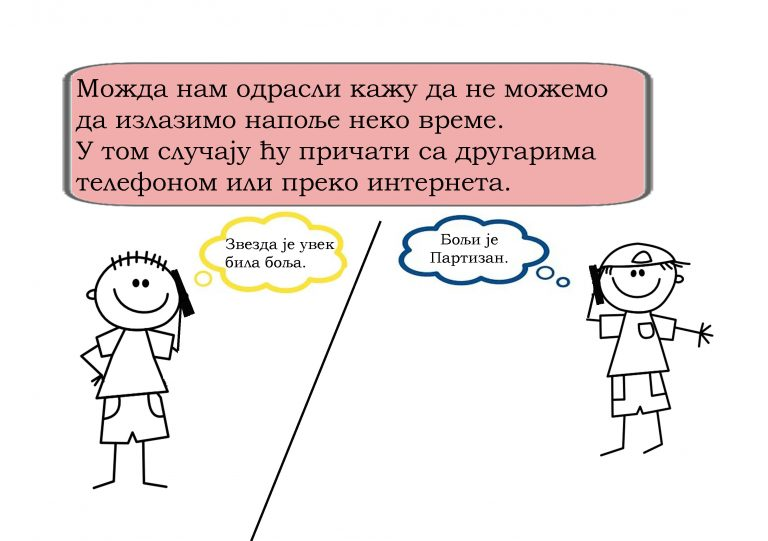 Можда нам одрасли кажу да не можемо
да излазимо напоље неко време.
У том случају ћу причати са другарима
телефоном или преко интернета.
Звезда је увек
била боља.
Бољи је
Партизан.